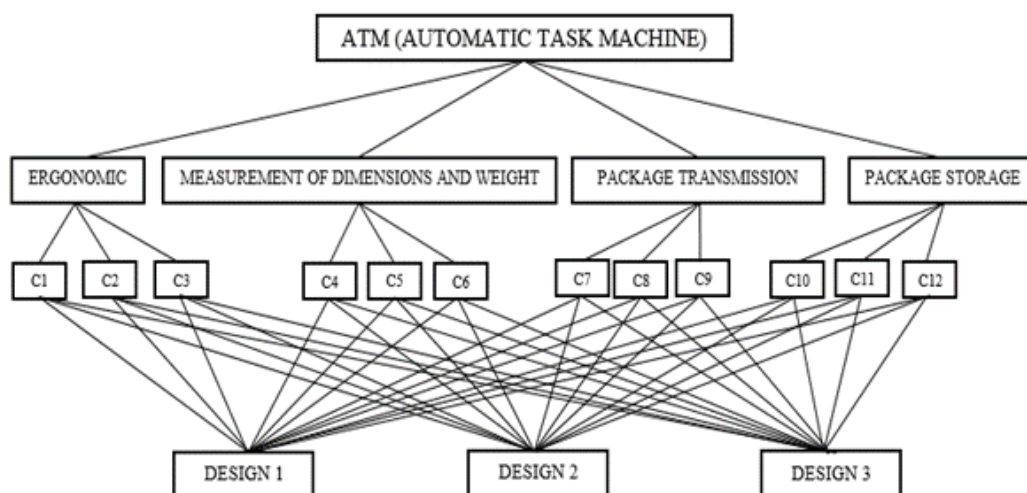 ATM (AUTOMATIC TASK MACHINE)
ERGONOMIC
MEASUREMENT OF DIMENSIONS AND WEIGHT
PACKAGE TRANSMISSION
PACKAGE STORAGE
C1
C2
C3
C4
C5
C6
C7
C8
C9
C10
C11
C12
DESIGN 1
DESIGN 2
DESIGN 3